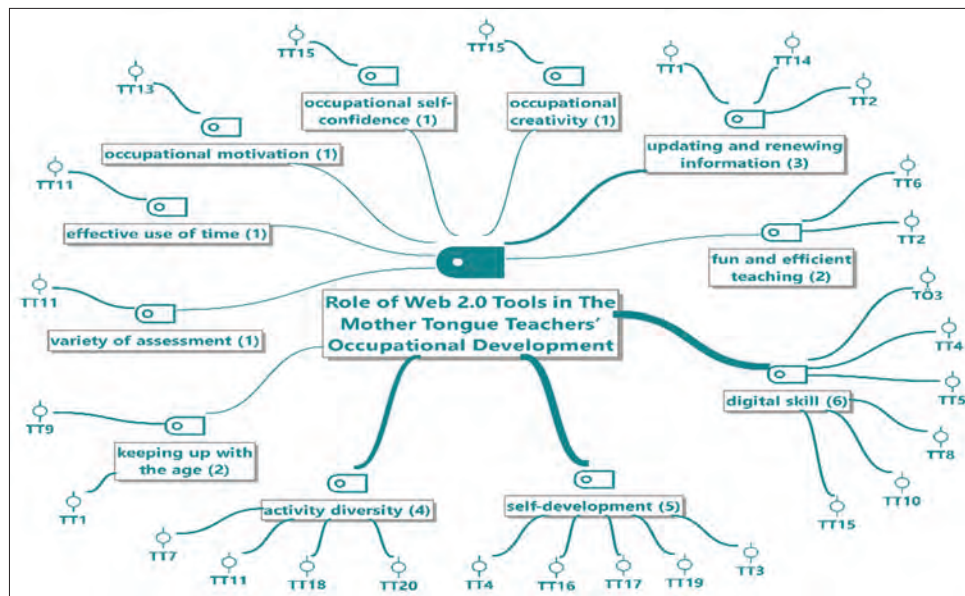 TT15
TT15
TT13
TT1
TT14
TT2
occupational self-
confidence (1)
occupational
creativity (1)
occupational motivation (1)
updating and renewing
information (3)
TT11
TT6
TT2
effective use of time (1)
fun and efficient
teaching (2)
TT11
TÖ3
Role of Web 2.0 Tools in The
Mother Tongue Teachers'
Occupational Development
variety of assessment (1)
TT4
TT5
digital skill (6)
TT9
TT8
keeping up with
the age (2)
TT10
TT1
TT15
activity diversity (4)
self-development (5)
TT7
TT11
TT18
TT20
TT4
TT16
TT17
TT19
TT3